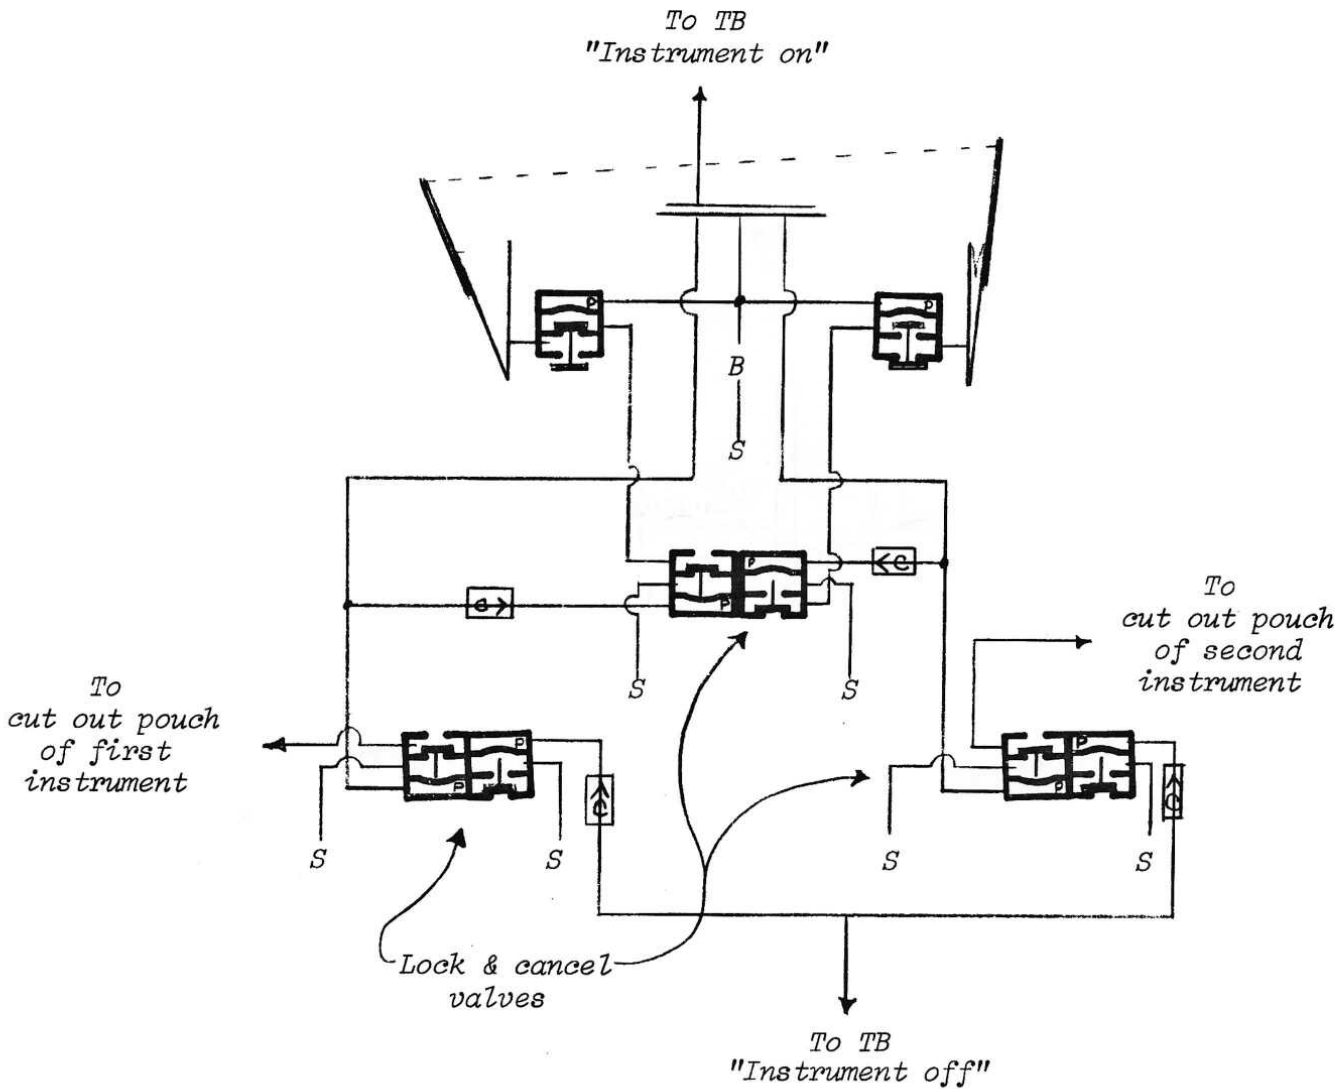 To TB
"Instrument on"
P
P
B
S
P
C
C
P
To
cut out pouch
of second
instrument
S
S
To
cut out pouch
of first
instrument
P
P
P
P
C
C
S
S
S
S
Lock & cancel
valves
To TB
"Instrument off"